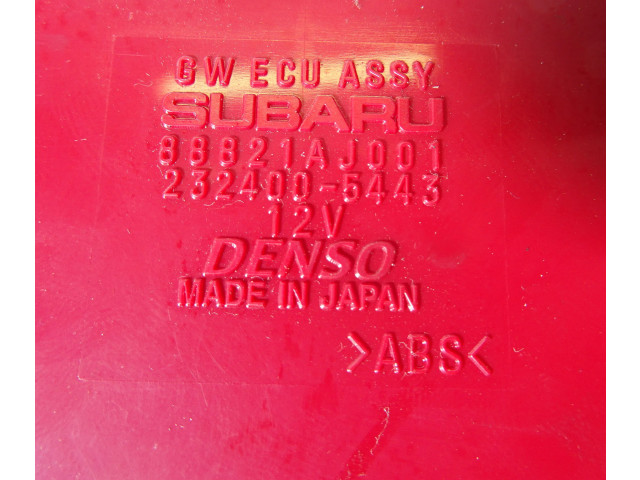 GW ECU ASSY
SUBARU
88821AJ001
232400-5443
12V
DENSO
MADE IN JAPAN
>ABS<